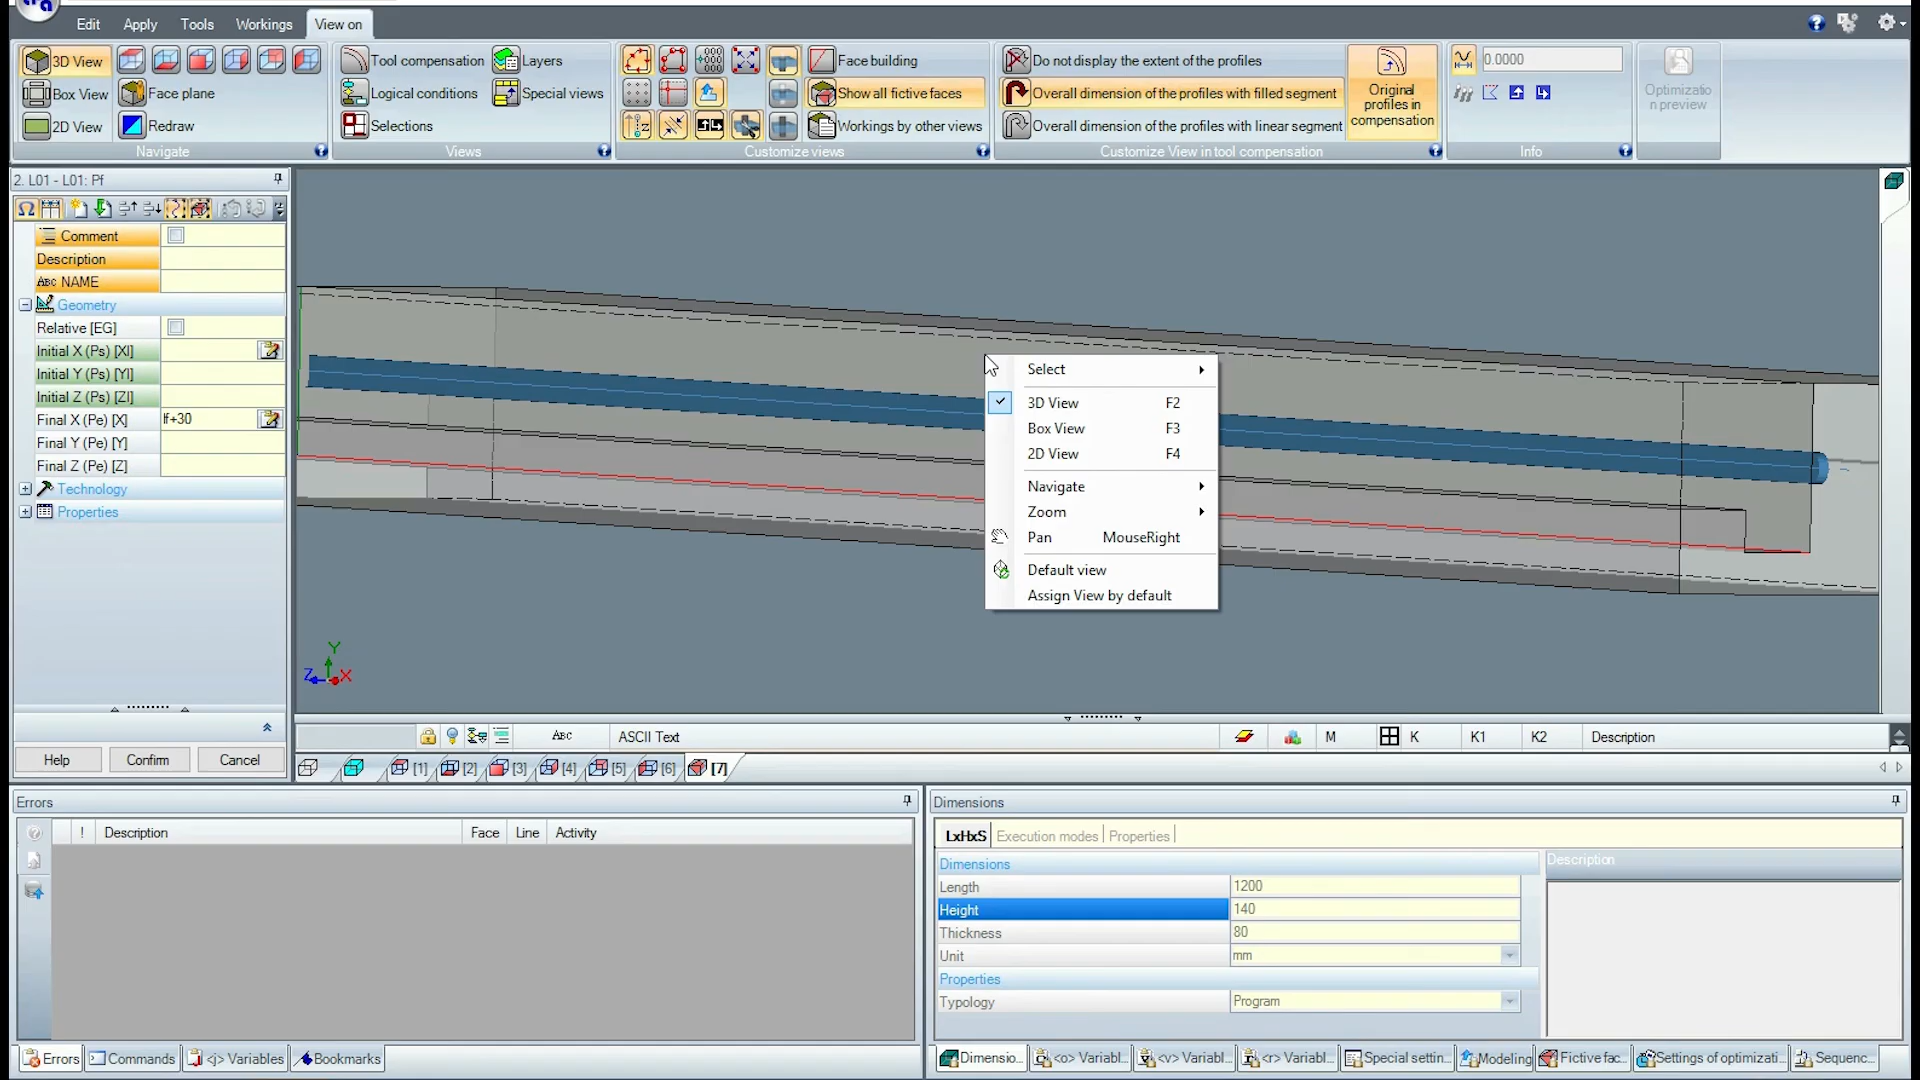 Edit Apply Tools Workings View on
3D View Tool compensation Layers Face building Do not display the extent of the profiles 0.0000
Box View Face plane Logical conditions Special views Show all fictive faces Overall dimension of the profiles with filled segment Original profiles in compensation Optimizatio n preview
2D View Redraw Selections Workings by other views Overall dimension of the profiles with linear segment
Navigate Views Customize views Customize View in tool compensation Info
2. L01 - L01: Pf
Comment
Description
ABC NAME
Geometry
Relative [EG]
Initial X (Ps) [XI]
Initial Y (Ps) [YI]
Initial Z (Ps) [ZI]
Final X (Pe) [X] lf+30
Final Y (Pe) [Y]
Final Z (Pe) [Z]
Technology
Properties
Help Confirm Cancel
Select
3D View F2
Box View F3
2D View F4
Navigate
Zoom
Pan MouseRight
Default view
Assign View by default
Y
Z X
ABC ASCII Text M K K1 K2 Description
[1] [2] [3] [4] [5] [6] [7]
Errors
! Description Face Line Activity
Errors Commands <j> Variables Bookmarks
Dimensions
LxHxS Execution modes Properties
Dimensions
Length 1200
Height 140
Thickness 80
Unit mm
Properties
Typology Program
Description
Dimensio... <o> Variabl... <v> Variabl... <r> Variabl... Special settin... Modeling Fictive fac... Settings of optimizati... Sequenc...